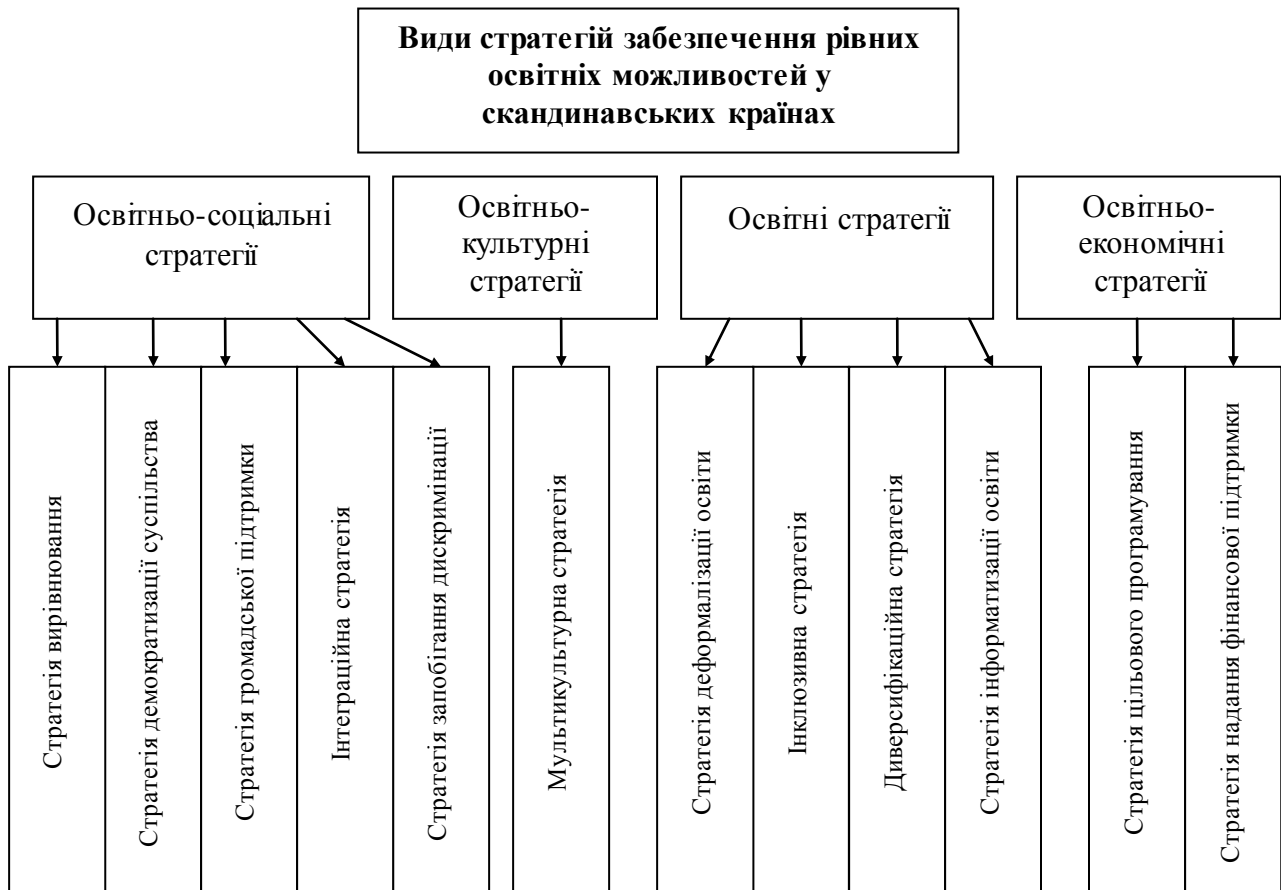 Види стратегій забезпечення рівних
освітніх можливостей у
скандинавських країнах
Освітньо-соціальні
стратегії
Освітньо-
культурні
стратегії
Освітні стратегії
Освітньо-
економічні
стратегії
Стратегія вирівнювання
Стратегія демократизації суспільства
Стратегія громадської підтримки
Інтеграційна стратегія
Стратегія запобігання дискримінації
Мультикультурна стратегія
Стратегія деформалізації освіти
Інклюзивна стратегія
Диверсифікаційна стратегія
Стратегія інформатизації освіти
Стратегія цільового програмування
Стратегія надання фінансової підтримки